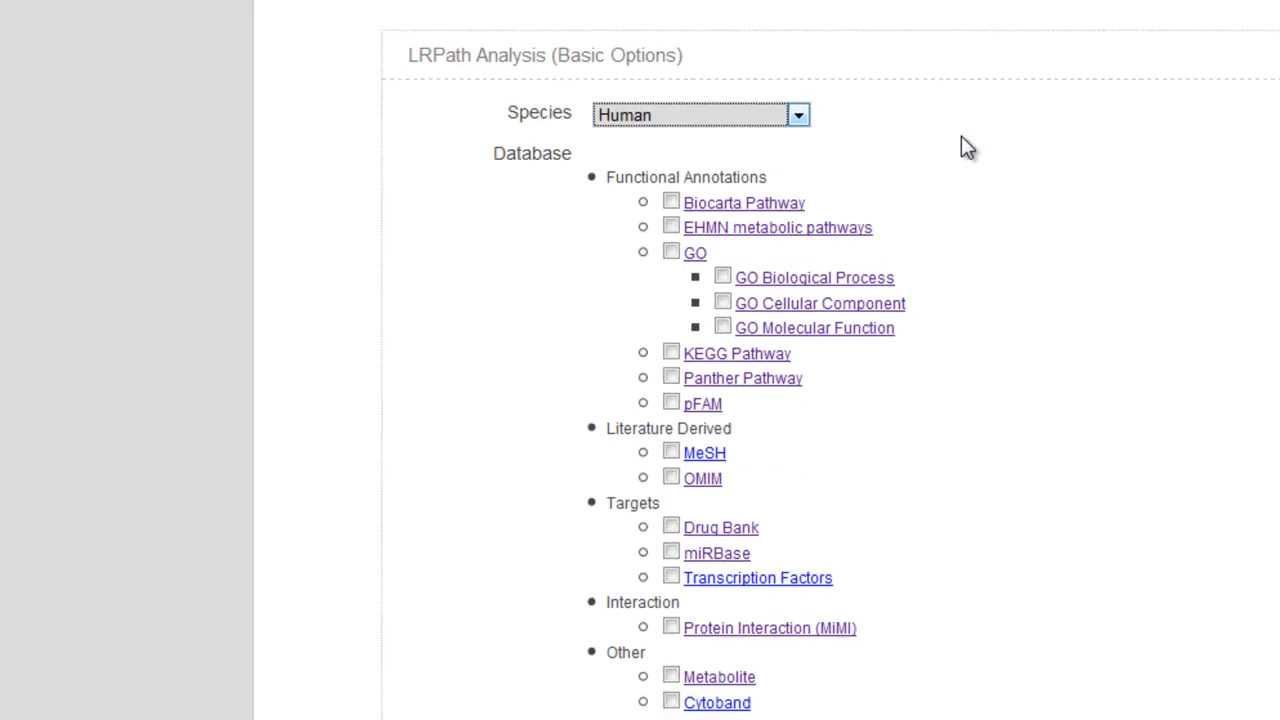 LRPath Analysis (Basic Options)
Species Human
Database
Functional Annotations
Biocarta Pathway
EHMN metabolic pathways
GO
GO Biological Process
GO Cellular Component
GO Molecular Function
KEGG Pathway
Panther Pathway
pFAM
Literature Derived
MeSH
OMIM
Targets
Drug Bank
miRBase
Transcription Factors
Interaction
Protein Interaction (MiMI)
Other
Metabolite
Cytoband